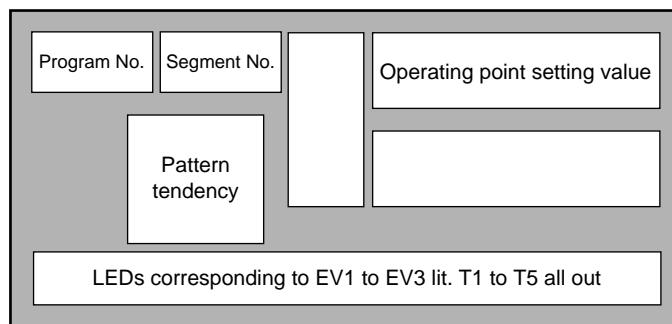 Program No.
Segment No.
Operating point setting value
Pattern
tendency
LEDs corresponding to EV1 to EV3 lit. T1 to T5 all out